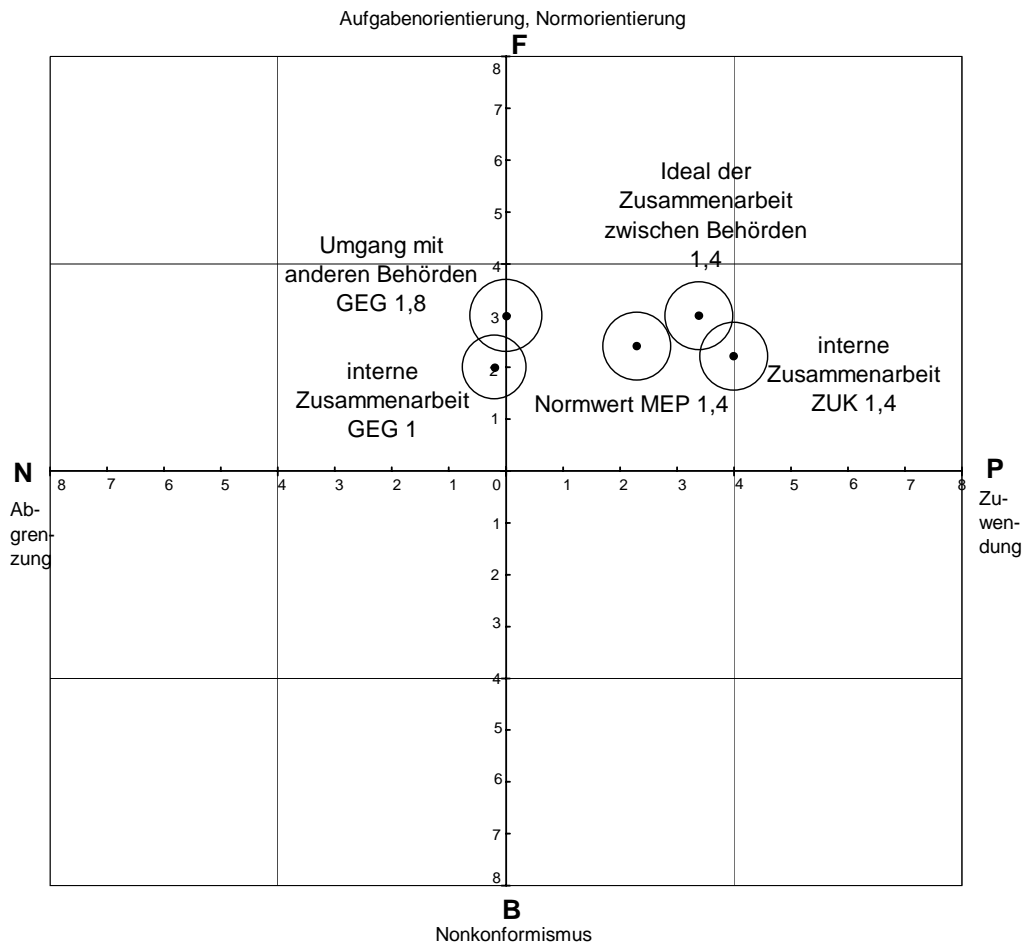 Aufgabenorientierung, Normorientierung
F
8
7
6
5
4
3
2
1
Ideal der
Zusammenarbeit
zwischen Behörden
1,4
Umgang mit
anderen Behörden
GEG 1,8
interne
Zusammenarbeit
GEG 1
Normwert MEP 1,4
interne
Zusammenarbeit
ZUK 1,4
N
Ab-
gren-
zung
8 7 6 5 4 3 2 1 0 1 2 3 4 5 6 7 8
P
Zu-
wen-
dung
1
2
3
4
5
6
7
8
B
Nonkonformismus